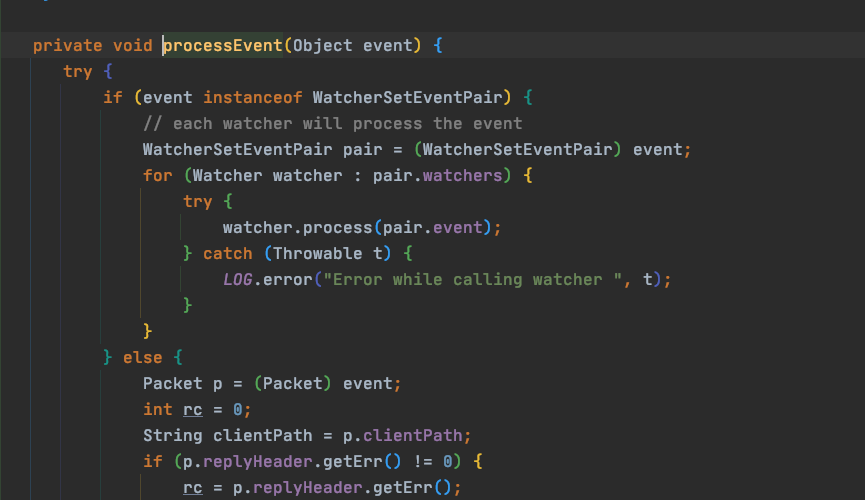 private void processEvent(Object event) {
try {
if (event instanceof WatcherSetEventPair) {
// each watcher will process the event
WatcherSetEventPair pair = (WatcherSetEventPair) event;
for (Watcher watcher : pair.watchers) {
try {
watcher.process(pair.event);
} catch (Throwable t) {
LOG.error("Error while calling watcher ", t);
}
}
} else {
Packet p = (Packet) event;
int rc = 0;
String clientPath = p.clientPath;
if (p.replyHeader.getErr() != 0) {
rc = p.replyHeader.getErr();